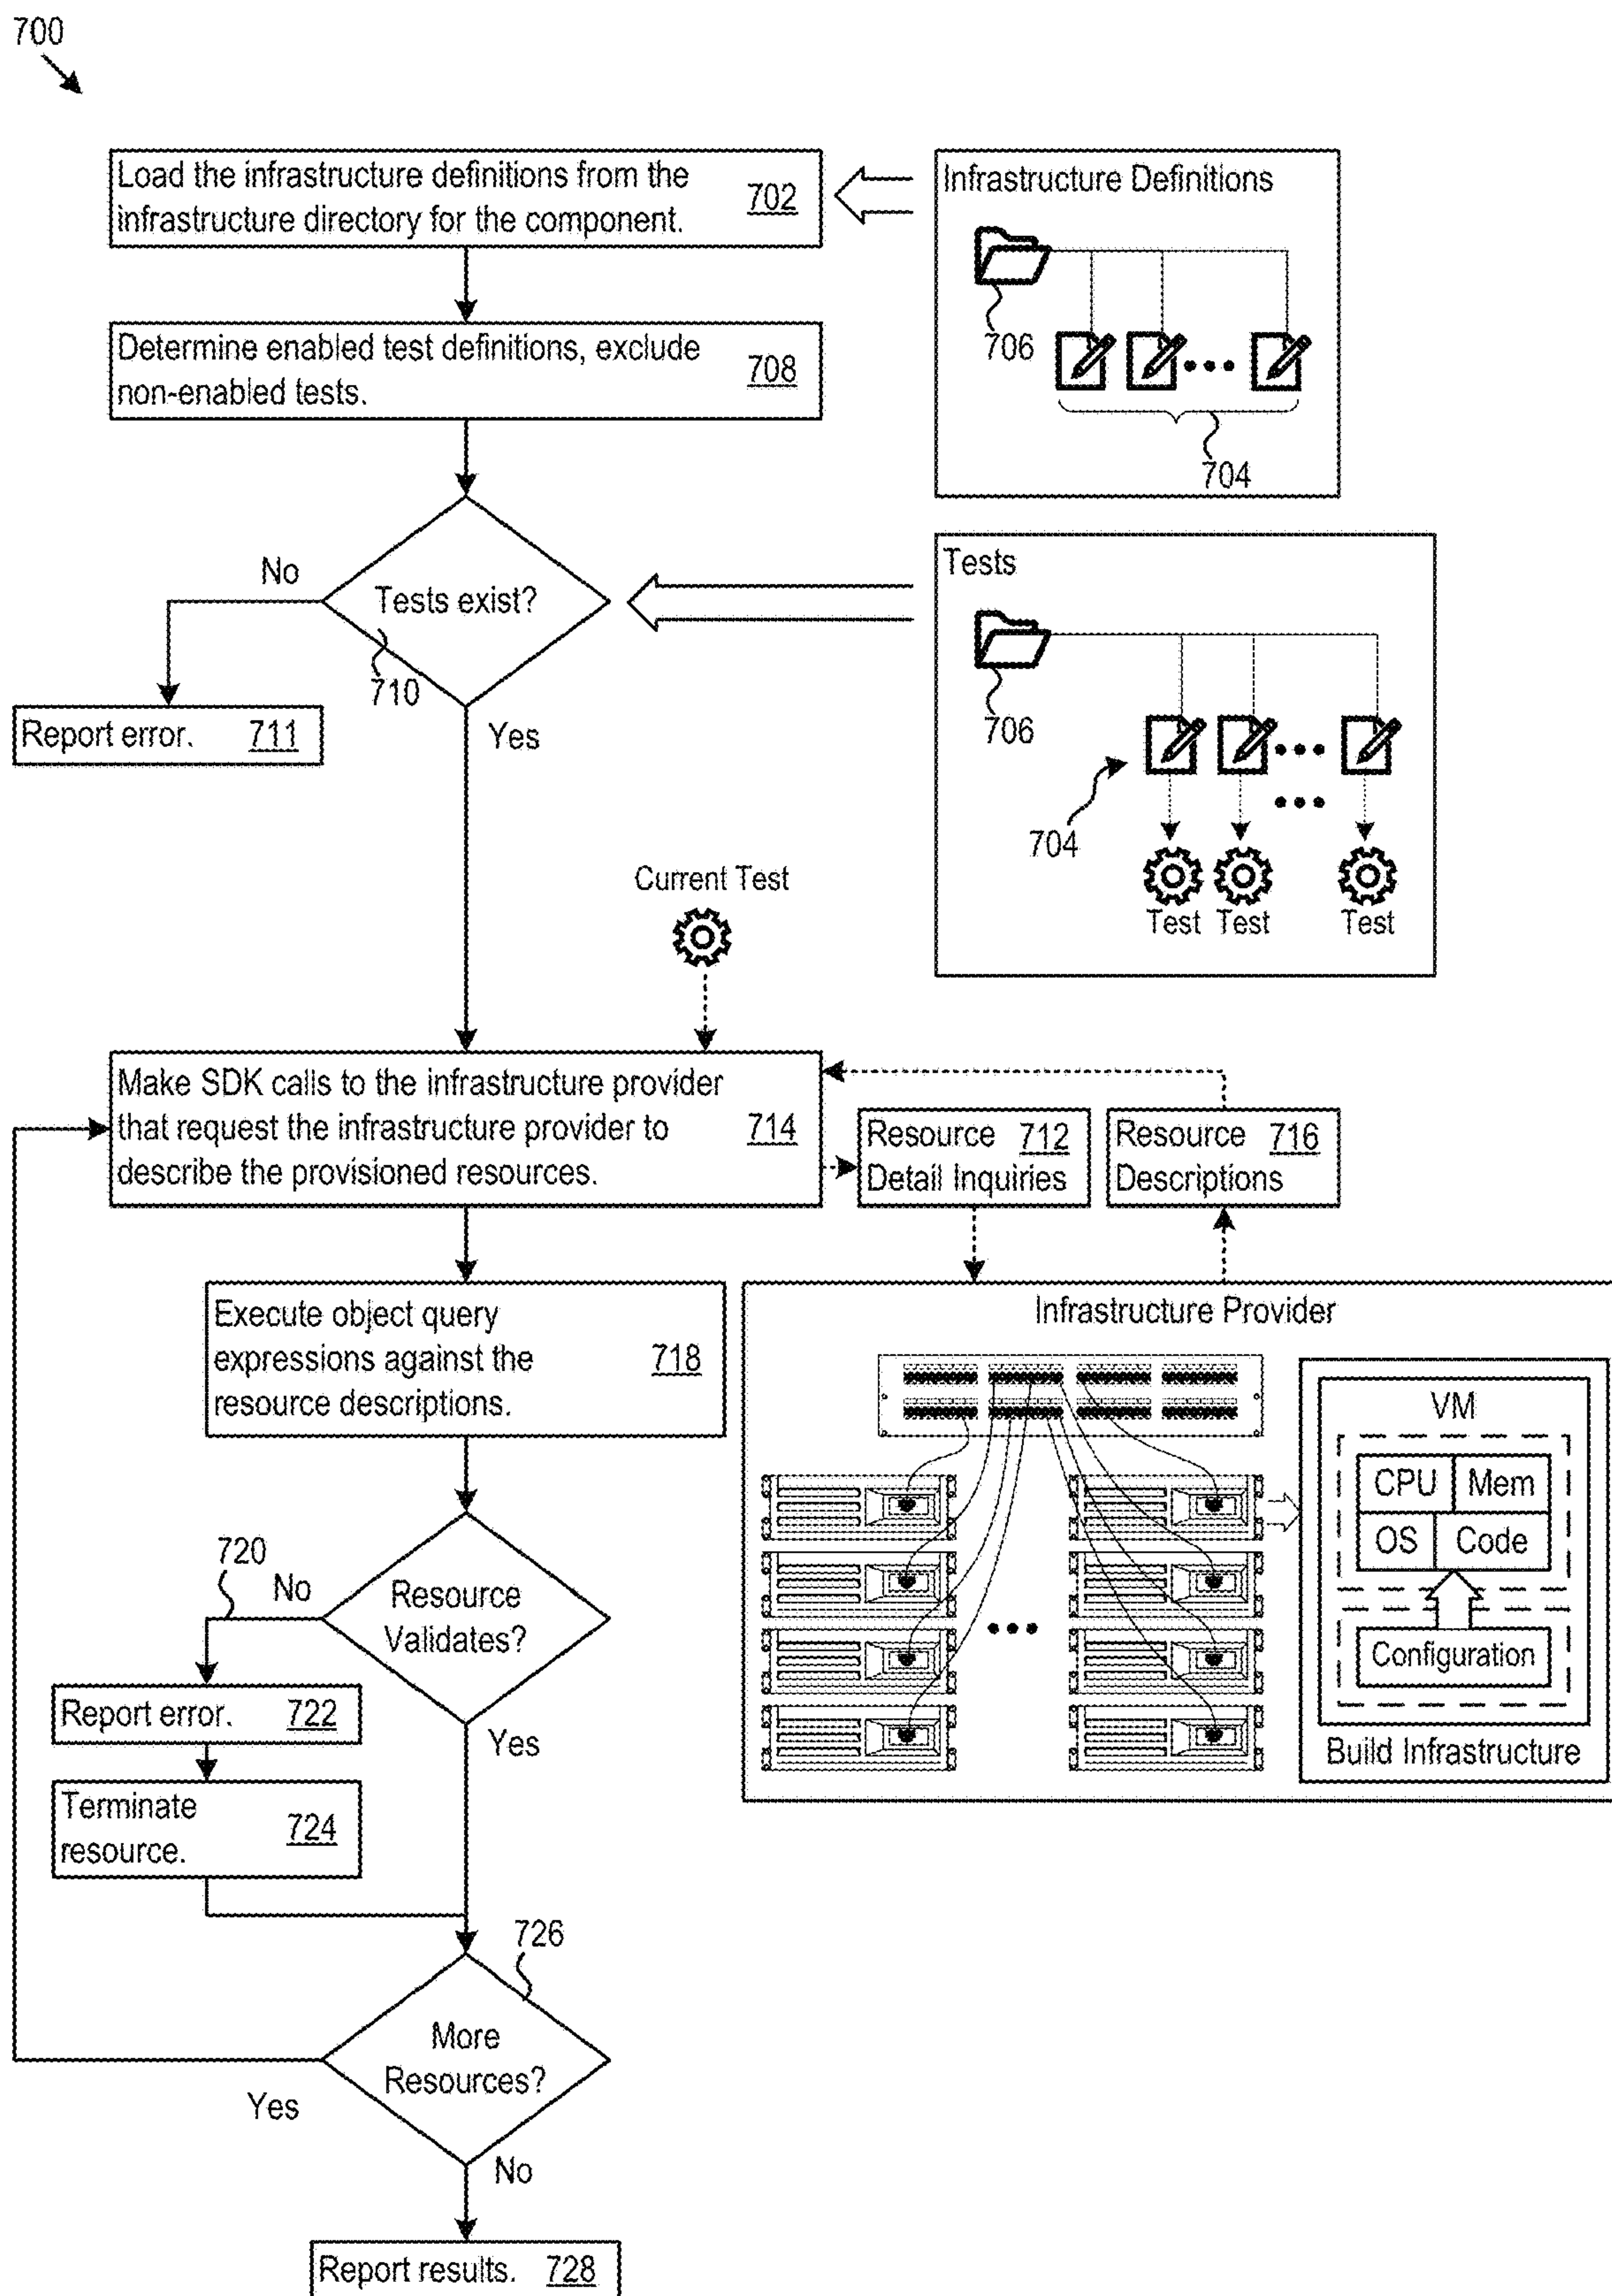 700
Load the infrastructure definitions from the
infrastructure directory for the component.
702
Infrastructure Definitions
706
704
Determine enabled test definitions, exclude
non-enabled tests.
708
Tests exist?
710
No
Yes
Report error. 711
Tests
706
704
Test Test Test
Current Test
Make SDK calls to the infrastructure provider
that request the infrastructure provider to
describe the provisioned resources.
714
Resource 712
Detail Inquiries
Resource 716
Descriptions
Execute object query
expressions against the
resource descriptions.
718
Infrastructure Provider
VM
CPU Mem
OS Code
Configuration
Build Infrastructure
720
No
Resource
Validates?
Yes
Report error. 722
Terminate
resource.
724
726
More
Resources?
Yes
No
Report results. 728